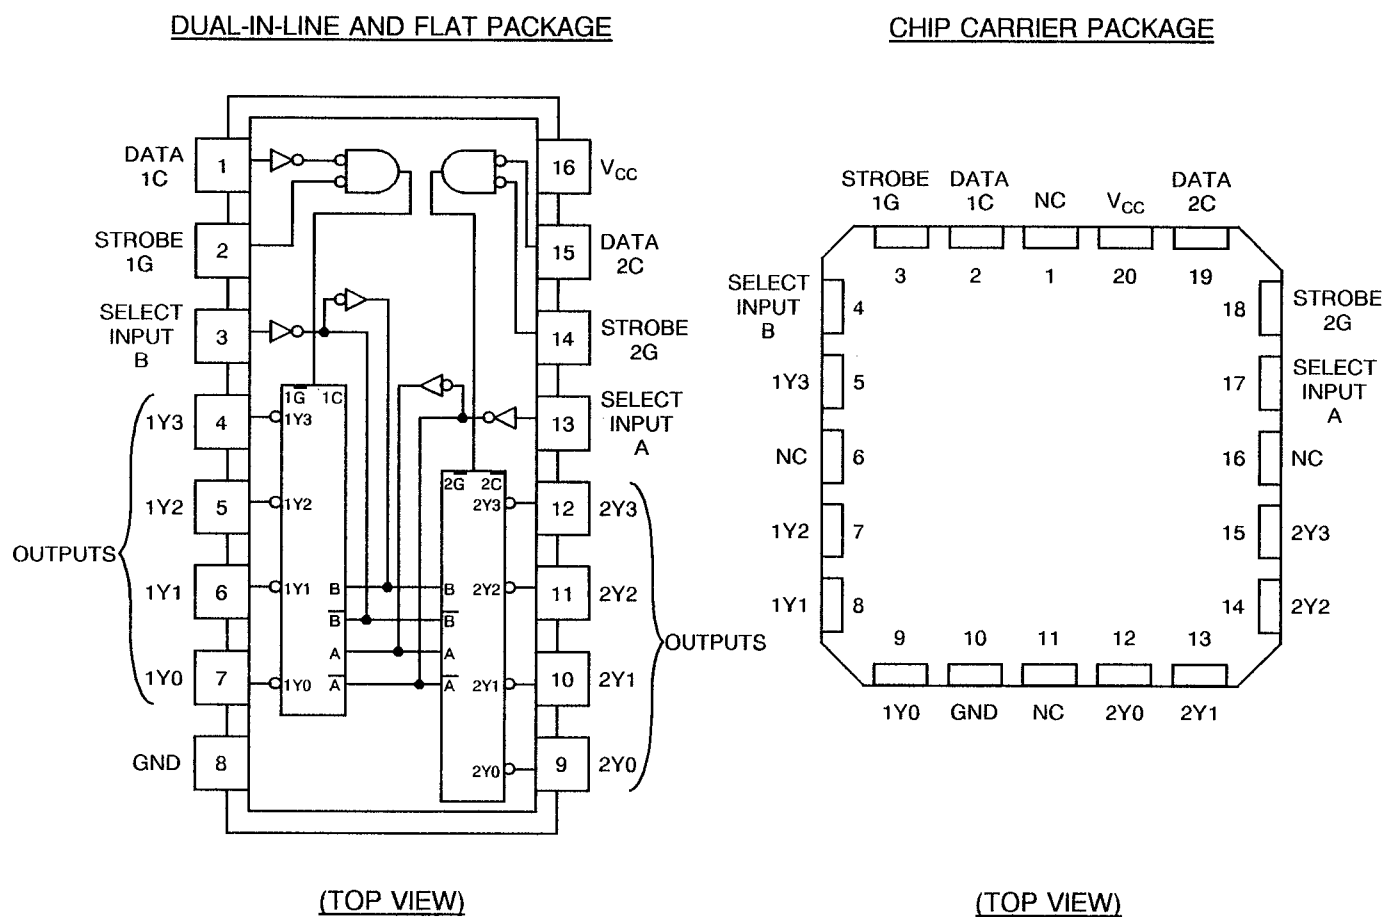 DUAL-IN-LINE AND FLAT PACKAGE
DATA
1C
1
STROBE
1G
2
SELECT
INPUT
B
3
OUTPUTS
1Y3
4
1Y2
5
1Y1
6
1Y0
7
GND
8
16
VCC
15
DATA
2C
14
STROBE
2G
13
SELECT
INPUT
A
12
2Y3
11
2Y2
10
2Y1
9
2Y0
OUTPUTS
1G 1C
1Y3
1Y2
1Y1
1Y0
B
B̅
A
A̅
2G 2C
2Y3
B
2Y2
B̅
A
A̅
2Y1
2Y0
(TOP VIEW)
CHIP CARRIER PACKAGE
STROBE
1G
DATA
1C
NC
VCC
DATA
2C
3
2
1
20
19
SELECT
INPUT
B
4
1Y3
5
NC
6
1Y2
7
1Y1
8
18
STROBE
2G
17
SELECT
INPUT
A
16
NC
15
2Y3
14
2Y2
9
10
11
12
13
1Y0
GND
NC
2Y0
2Y1
(TOP VIEW)